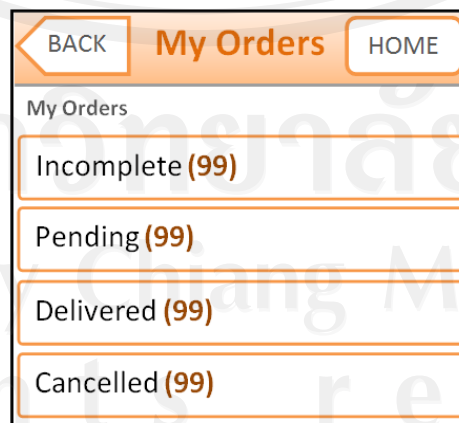 BACK My Orders HOME
My Orders
Incomplete (99)
Pending (99)
Delivered (99)
Cancelled (99)